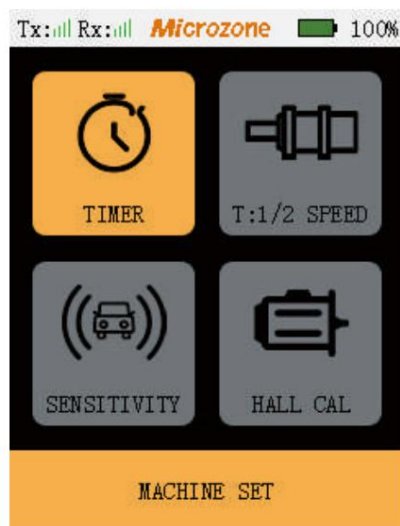 Tx: Rx: Microzone 100%
TIMER
T:1/2 SPEED
SENSITIVITY
HALL CAL
MACHINE SET